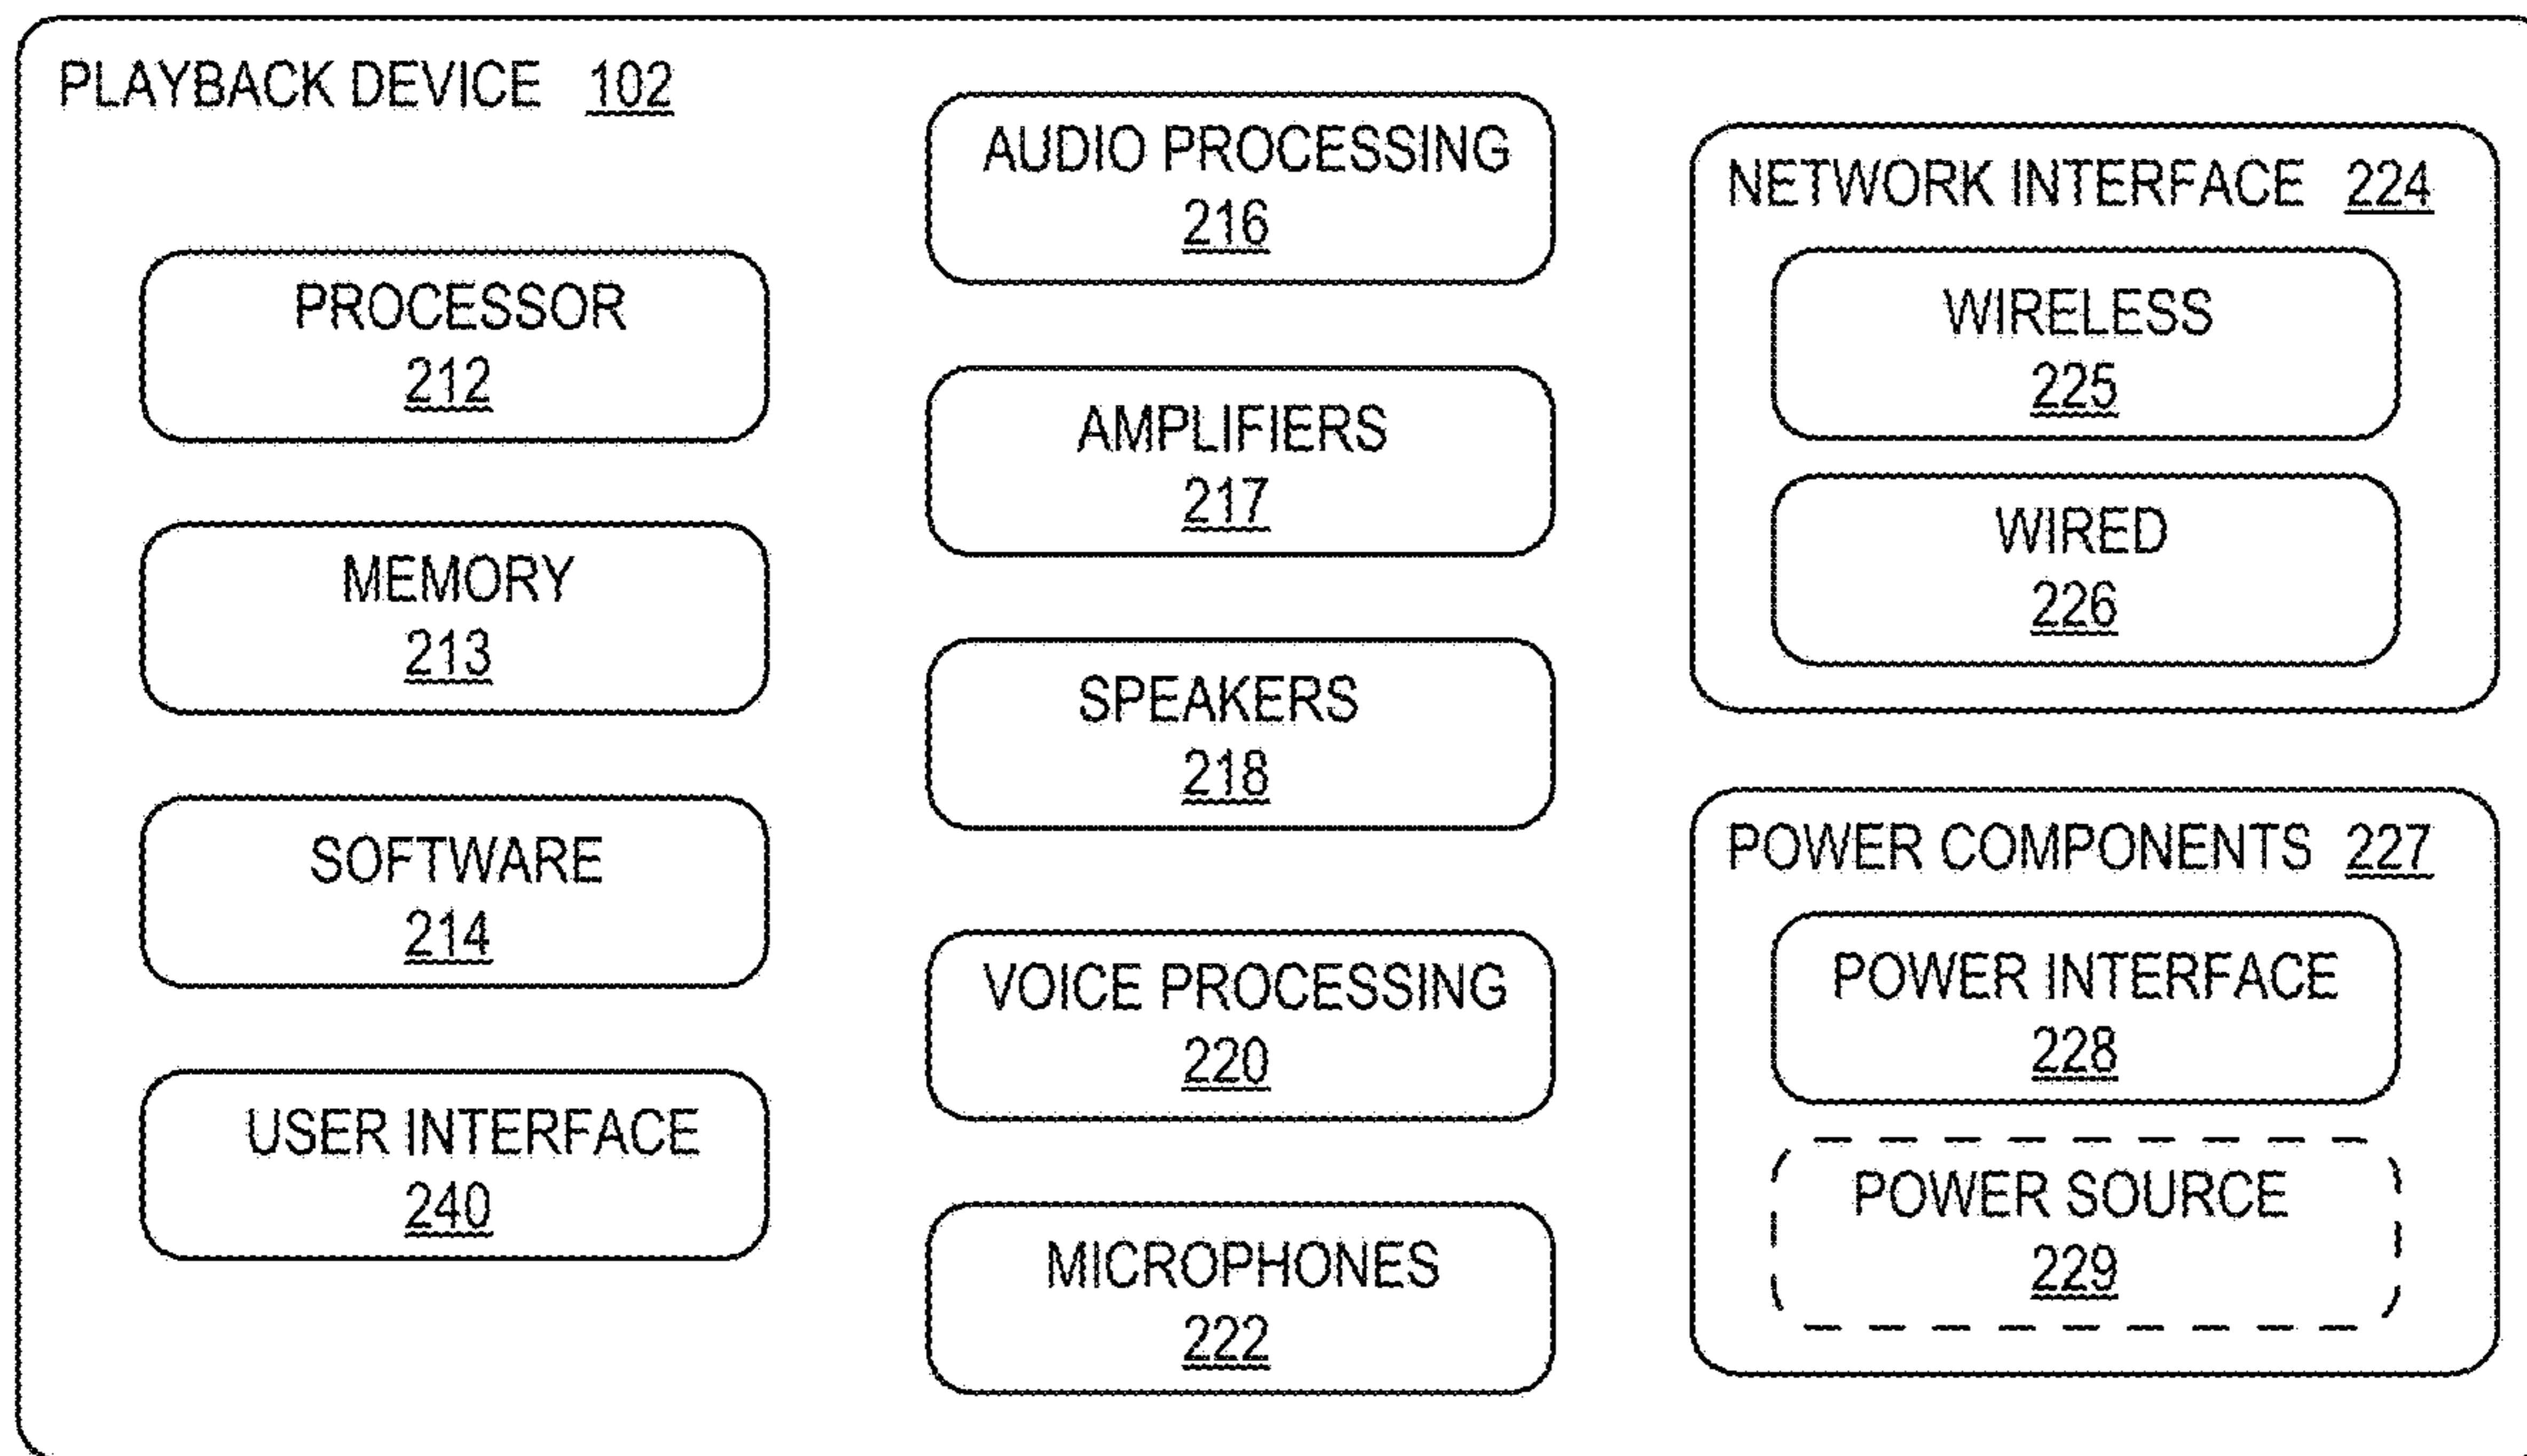 PLAYBACK DEVICE 102
PROCESSOR
212
MEMORY
213
SOFTWARE
214
USER INTERFACE
240
AUDIO PROCESSING
216
AMPLIFIERS
217
SPEAKERS
218
VOICE PROCESSING
220
MICROPHONES
222
NETWORK INTERFACE 224
WIRELESS
225
WIRED
226
POWER COMPONENTS 227
POWER INTERFACE
228
POWER SOURCE
229